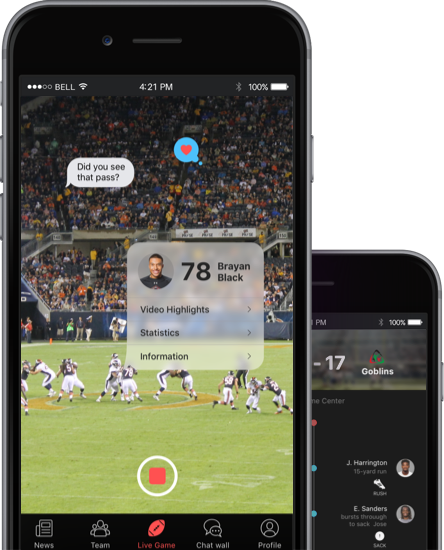 BELL
4:21 PM
100%
Did you see
that pass?
78
Brayan
Black
Video Highlights
Statistics
Information
News
Team
Live Game
Chat wall
Profile
PM
100%
- 17
Goblins
me Center
J. Harrington
15-yard run
RUSH
E. Sanders
bursts through
to sack Jose
SACK